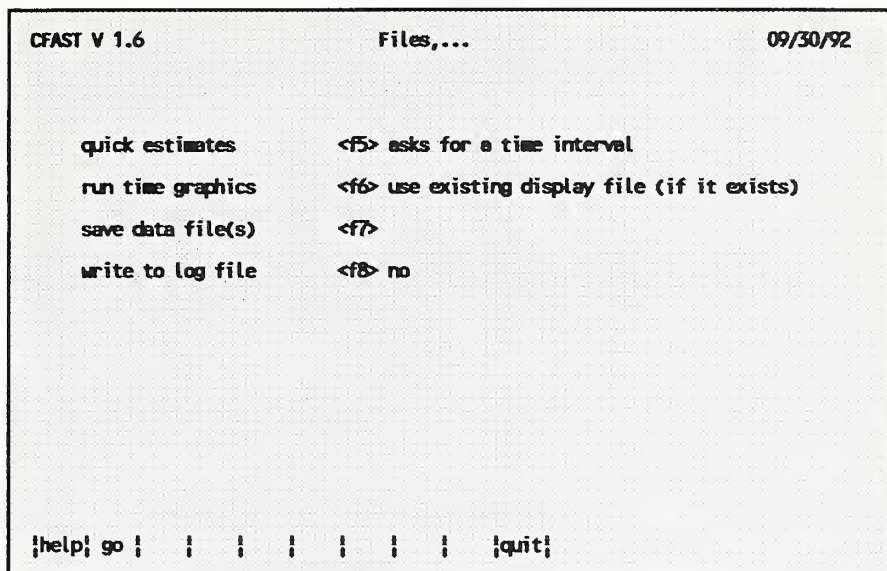 CFAST V 1.6 Files,... 09/30/92
quick estimates <f5> asks for a time interval
run time graphics <f6> use existing display file (if it exists)
save data file(s) <f7>
write to log file <f8> no
¦help¦ go ¦ ¦ ¦ ¦ ¦ ¦ ¦ ¦quit¦